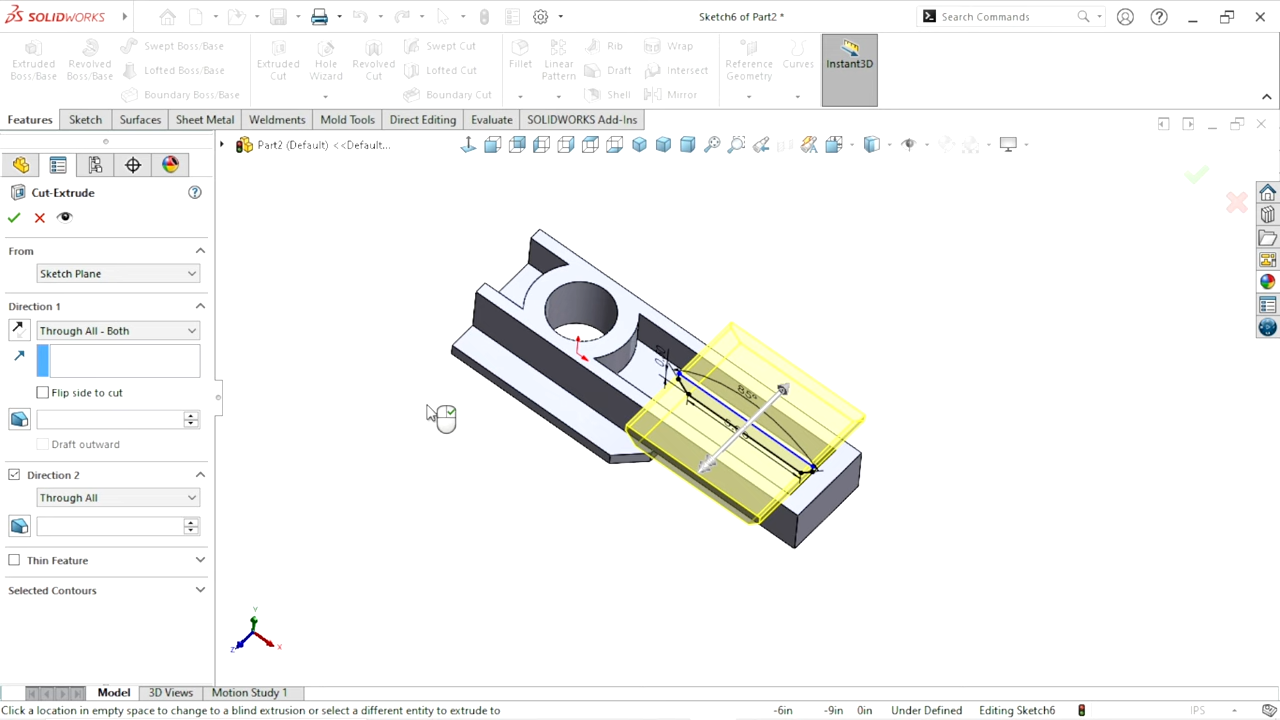 SOLIDWORKS
Sketch6 of Part2 *
Search Commands
Extruded Boss/Base
Revolved Boss/Base
Swept Boss/Base
Lofted Boss/Base
Boundary Boss/Base
Extruded Cut
Hole Wizard
Revolved Cut
Swept Cut
Lofted Cut
Boundary Cut
Fillet
Linear Pattern
Rib
Draft
Shell
Wrap
Intersect
Mirror
Reference Geometry
Curves
Instant3D
Features
Sketch
Surfaces
Sheet Metal
Weldments
Mold Tools
Direct Editing
Evaluate
SOLIDWORKS Add-Ins
Part2 (Default) <<Default...
Cut-Extrude
From
Sketch Plane
Direction 1
Through All - Both
Flip side to cut
Draft outward
Direction 2
Through All
Thin Feature
Selected Contours
85°
Y
Z
X
Model
3D Views
Motion Study 1
Click a location in empty space to change to a blind extrusion or select a different entity to extrude to
-6in
-9in
0in
Under Defined
Editing Sketch6
IPS